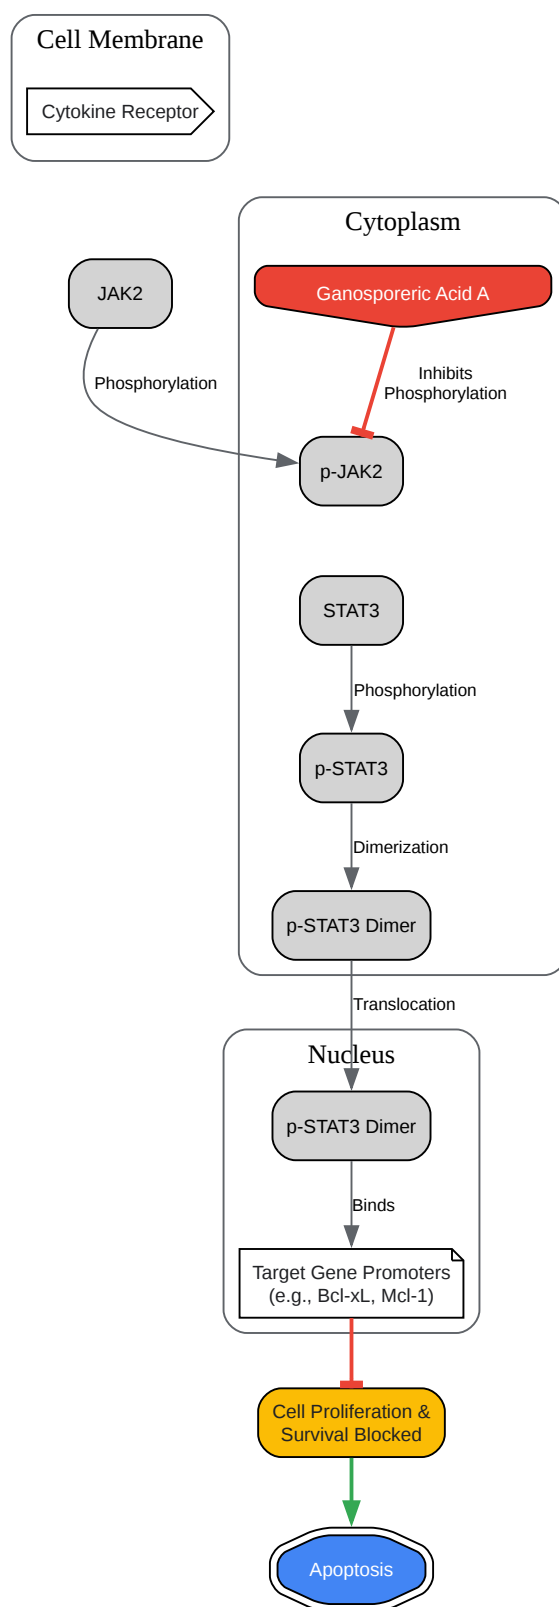 Cell Membrane
Cytokine Receptor
Cytoplasm
JAK2
Ganosporeric Acid A
Phosphorylation
Inhibits
Phosphorylation
p-JAK2
STAT3
Phosphorylation
p-STAT3
Dimerization
p-STAT3 Dimer
Translocation
Nucleus
p-STAT3 Dimer
Binds
Target Gene Promoters
(e.g., Bcl-xL, Mcl-1)
Cell Proliferation &
Survival Blocked
Apoptosis